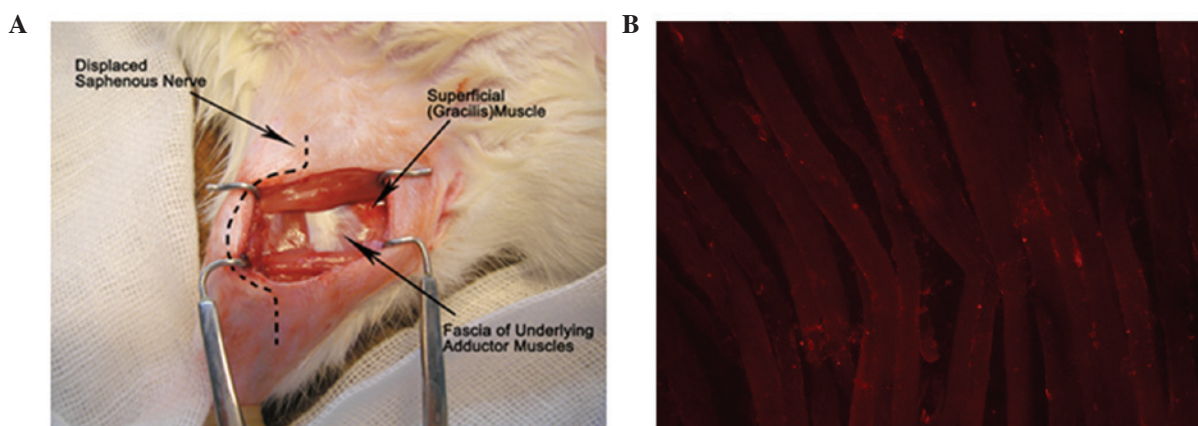 A
B
Displaced
Saphenous Nerve
Superficial
(Gracilis)Muscle
Fascia of Underlying
Adductor Muscles